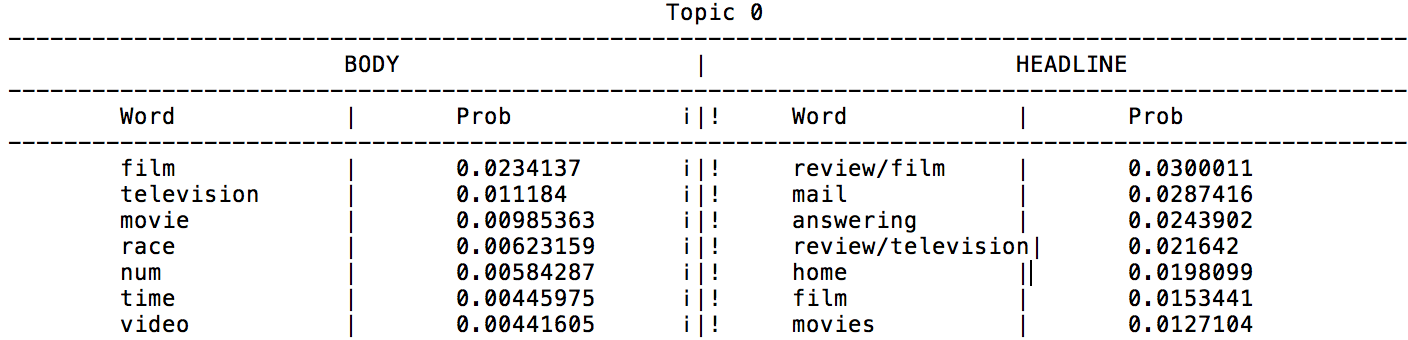 Topic 0
----------------------------------------------------------------------------------------------------
BODY | HEADLINE
----------------------------------------------------------------------------------------------------
Word | Prob ¡|! Word | Prob
----------------------------------------------------------------------------------------------------
film | 0.0234137 ¡|! review/film | 0.0300011
television | 0.011184 ¡|! mail | 0.0287416
movie | 0.00985363 ¡|! answering | 0.0243902
race | 0.00623159 ¡|! review/television| 0.021642
num | 0.00584287 ¡|! home | 0.0198099
time | 0.00445975 ¡|! film | 0.0153441
video | 0.00441605 ¡|! movies | 0.0127104